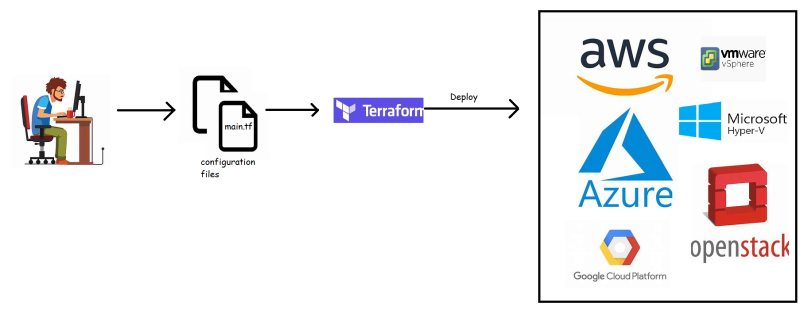 main.tf
configuration
files
Terraform
Deploy
aws
vmware
vSphere
Microsoft
Hyper-V
Azure
openstack
Google Cloud Platform